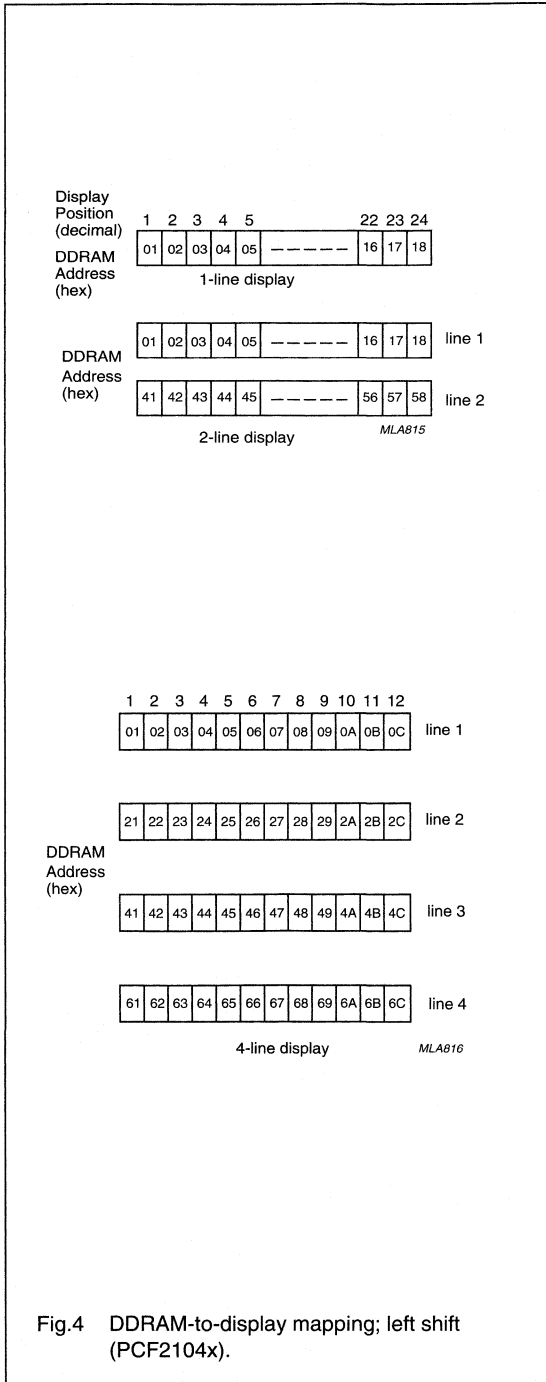 Display
Position
(decimal)
1 2 3 4 5 22 23 24
DDRAM
Address
(hex)
01 02 03 04 05 – – – – – 16 17 18
1-line display
DDRAM
Address
(hex)
01 02 03 04 05 – – – – – 16 17 18 line 1
41 42 43 44 45 – – – – – 56 57 58 line 2
2-line display
MLA815
1 2 3 4 5 6 7 8 9 10 11 12
01 02 03 04 05 06 07 08 09 0A 0B 0C line 1
21 22 23 24 25 26 27 28 29 2A 2B 2C line 2
DDRAM
Address
(hex)
41 42 43 44 45 46 47 48 49 4A 4B 4C line 3
61 62 63 64 65 66 67 68 69 6A 6B 6C line 4
4-line display
MLA816
Fig.4 DDRAM-to-display mapping; left shift
(PCF2104x).